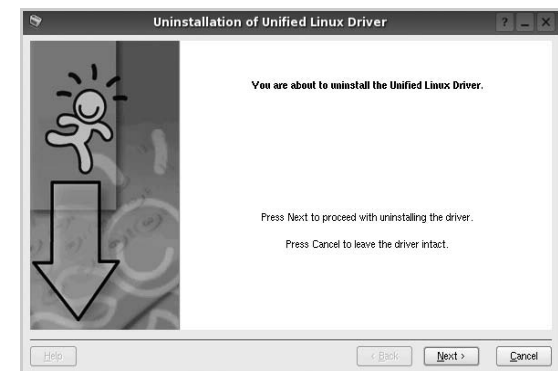 Uninstallation of Unified Linux Driver
You are about to uninstall the Unified Linux Driver.
Press Next to proceed with uninstalling the driver.
Press Cancel to leave the driver intact.
Help
< Back
Next >
Cancel